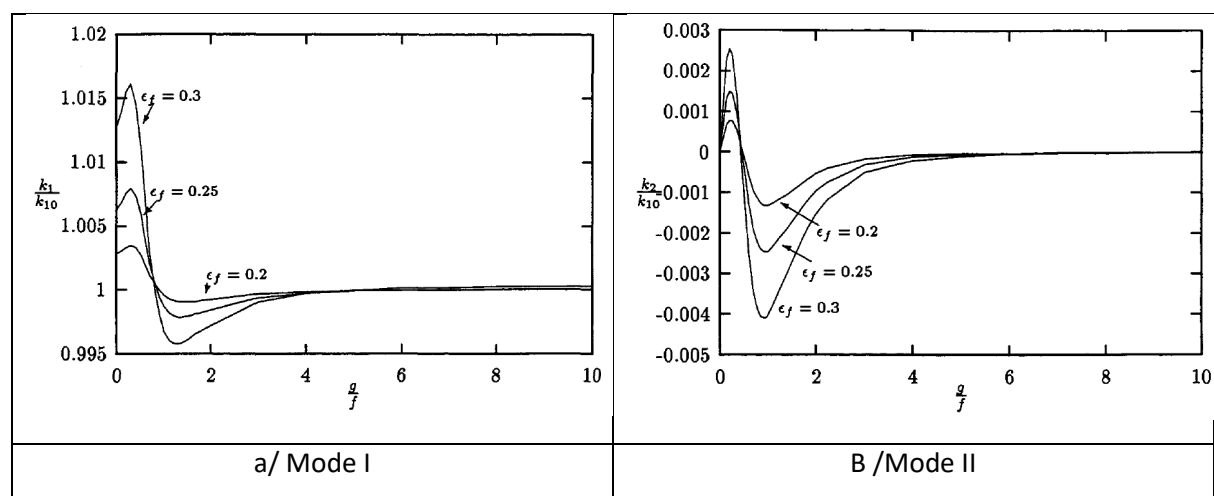 1.02
1.015
1.01
1.005
1
0.995
k₁/k₁₀
ϵf = 0.3
ϵf = 0.25
ϵf = 0.2
0 2 4 6 8 10
g/f
0.003
0.002
0.001
0
-0.001
-0.002
-0.003
-0.004
-0.005
k₂/k₁₀
ϵf = 0.2
ϵf = 0.25
ϵf = 0.3
0 2 4 6 8 10
g/f
a/ Mode I
B /Mode II